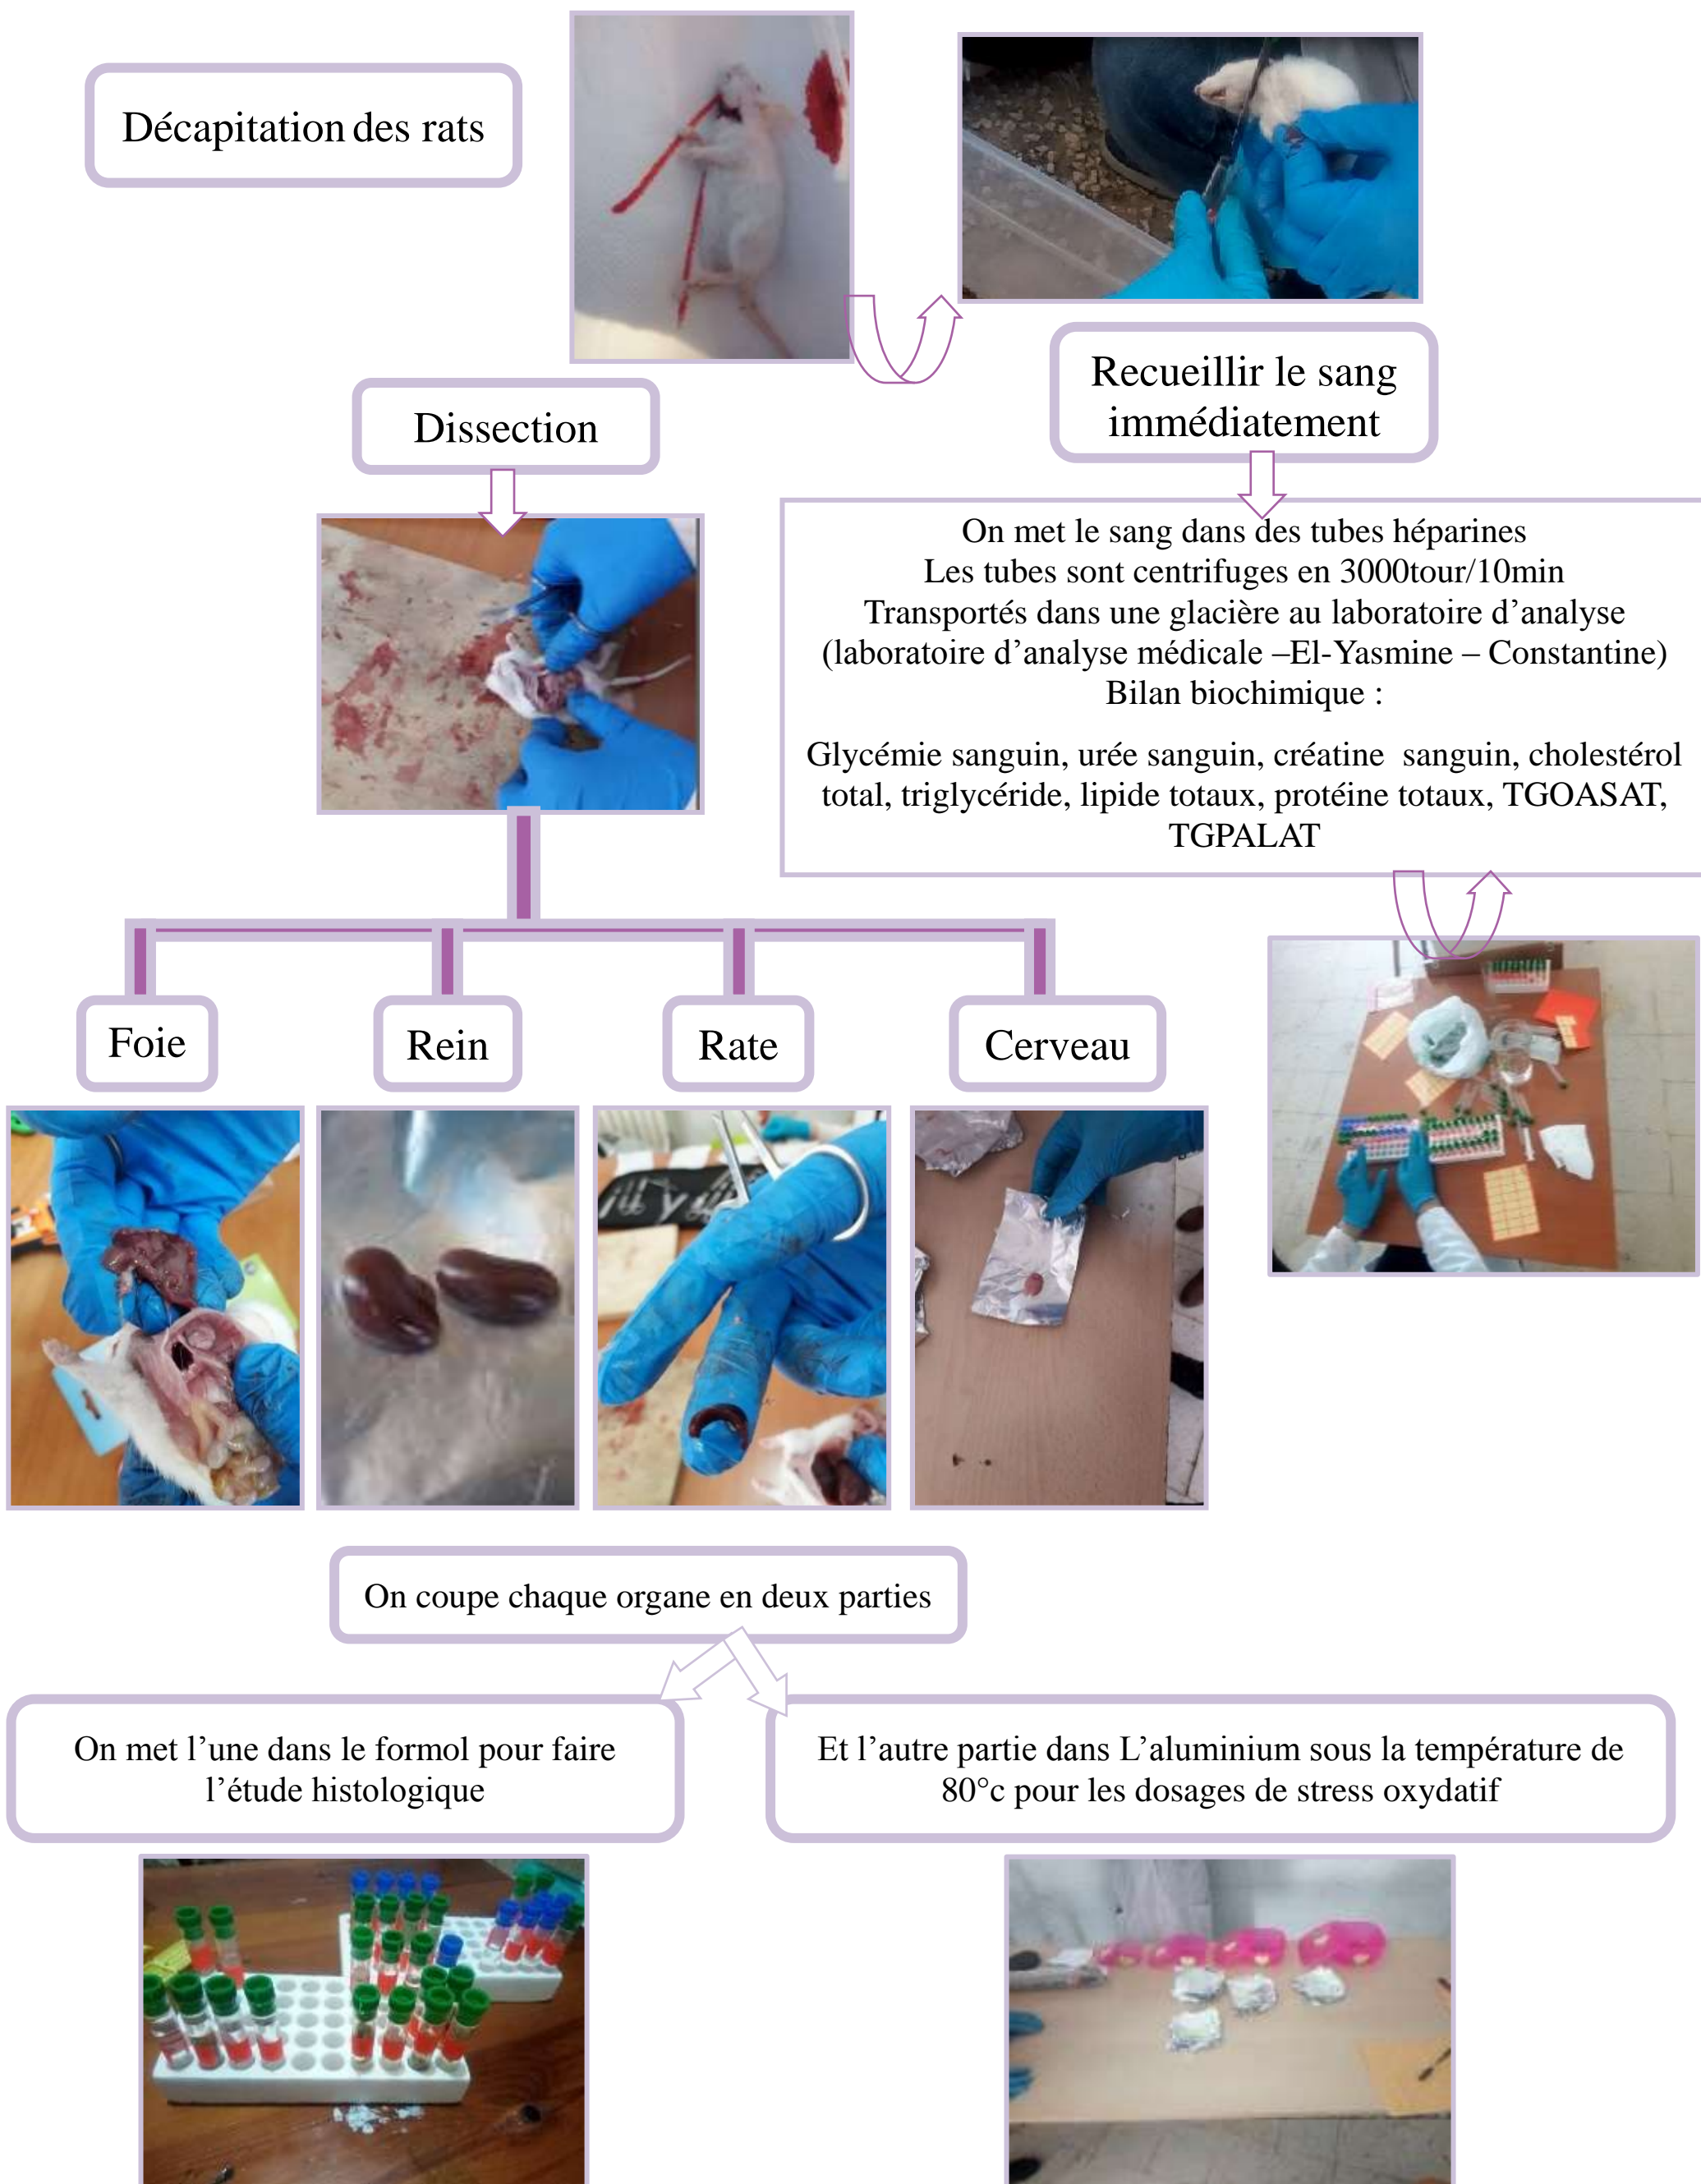 Décapitation des rats
Recueillir le sang
immédiatement
Dissection
On met le sang dans des tubes héparines
Les tubes sont centrifuges en 3000tour/10min
Transportés dans une glacière au laboratoire d’analyse
(laboratoire d’analyse médicale –El-Yasmine – Constantine)
Bilan biochimique :
Glycémie sanguin, urée sanguin, créatine sanguin, cholestérol
total, triglycéride, lipide totaux, protéine totaux, TGOASAT,
TGPALAT
Foie
Rein
Rate
Cerveau
On coupe chaque organe en deux parties
On met l’une dans le formol pour faire
l’étude histologique
Et l’autre partie dans L’aluminium sous la température de
80°c pour les dosages de stress oxydatif